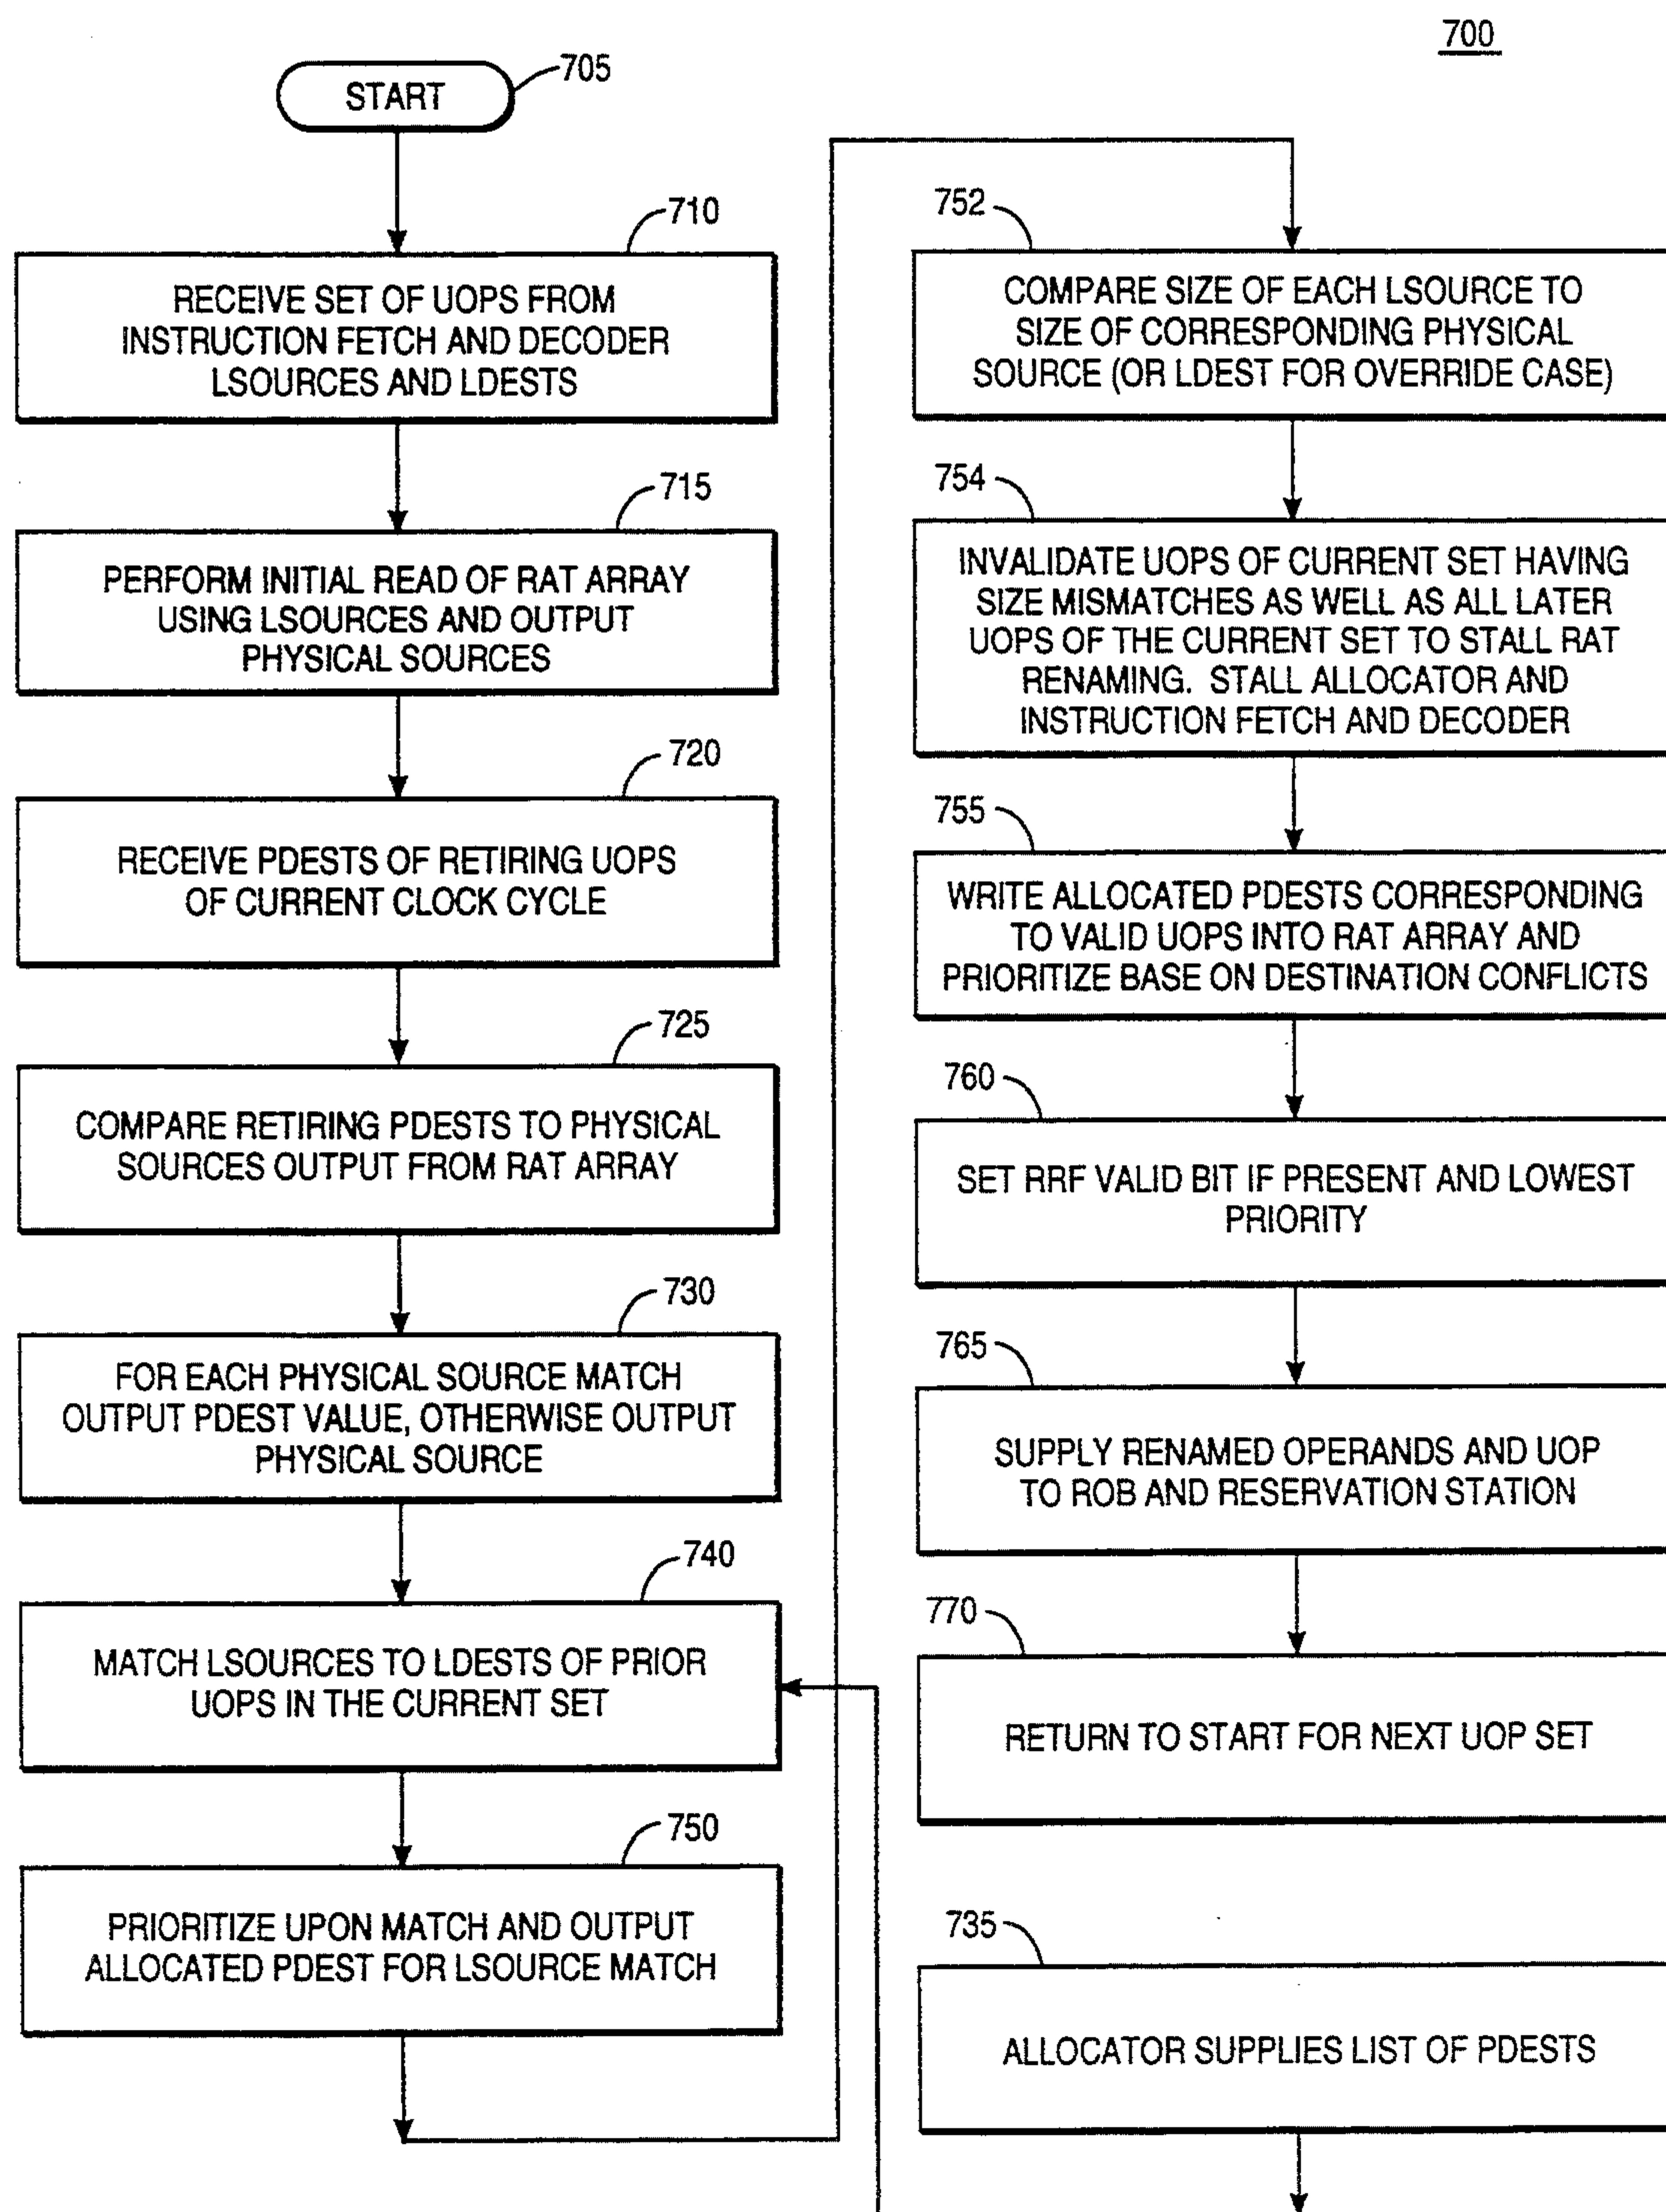 700
START
705
710
RECEIVE SET OF UOPS FROM
INSTRUCTION FETCH AND DECODER
LSOURCES AND LDESTS
715
PERFORM INITIAL READ OF RAT ARRAY
USING LSOURCES AND OUTPUT
PHYSICAL SOURCES
720
RECEIVE PDESTS OF RETIRING UOPS
OF CURRENT CLOCK CYCLE
725
COMPARE RETIRING PDESTS TO PHYSICAL
SOURCES OUTPUT FROM RAT ARRAY
730
FOR EACH PHYSICAL SOURCE MATCH
OUTPUT PDEST VALUE, OTHERWISE OUTPUT
PHYSICAL SOURCE
740
MATCH LSOURCES TO LDESTS OF PRIOR
UOPS IN THE CURRENT SET
750
PRIORITIZE UPON MATCH AND OUTPUT
ALLOCATED PDEST FOR LSOURCE MATCH
752
COMPARE SIZE OF EACH LSOURCE TO
SIZE OF CORRESPONDING PHYSICAL
SOURCE (OR LDEST FOR OVERRIDE CASE)
754
INVALIDATE UOPS OF CURRENT SET HAVING
SIZE MISMATCHES AS WELL AS ALL LATER
UOPS OF THE CURRENT SET TO STALL RAT
RENAMING. STALL ALLOCATOR AND
INSTRUCTION FETCH AND DECODER
755
WRITE ALLOCATED PDESTS CORRESPONDING
TO VALID UOPS INTO RAT ARRAY AND
PRIORITIZE BASE ON DESTINATION CONFLICTS
760
SET RRF VALID BIT IF PRESENT AND LOWEST
PRIORITY
765
SUPPLY RENAMED OPERANDS AND UOP
TO ROB AND RESERVATION STATION
770
RETURN TO START FOR NEXT UOP SET
735
ALLOCATOR SUPPLIES LIST OF PDESTS